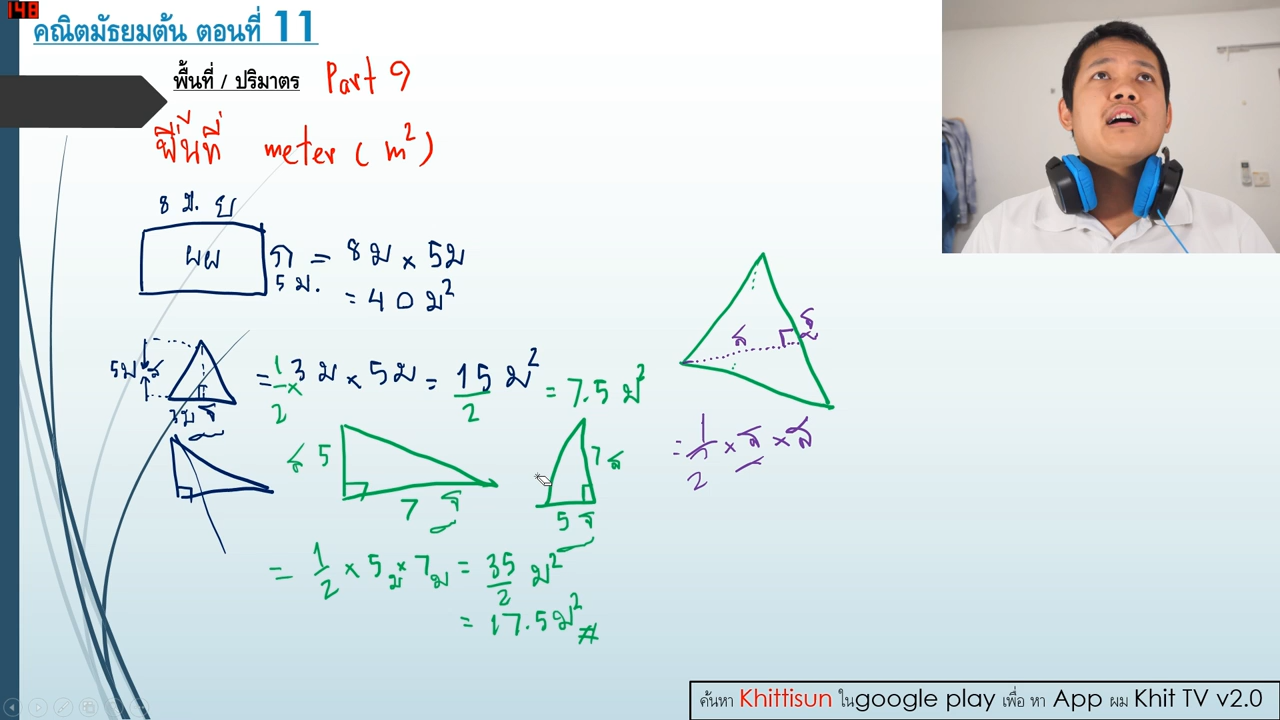 148
คณิตมัธยมต้น ตอนที่ 11
พื้นที่ / ปริมาตร Part 9
พื้นที่ meter (m²)
8 ม. ย
ผผ ก = 8ม × 5ม
5 ม.
= 40 ม²
5ม ส
= 1/2 × 3ม × 5ม = 15/2 ม² = 7.5 ม²
3ม ฐ
ส 5
7 ฐ
7 ส
5 ฐ
= 1/2 × 5ม × 7ม = 35/2 ม²
= 17.5 ม² #
ส
ฐ
= 1/2 × ฐ × ส
ค้นหา Khittisun ในgoogle play เพื่อ หา App ผม Khit TV v2.0